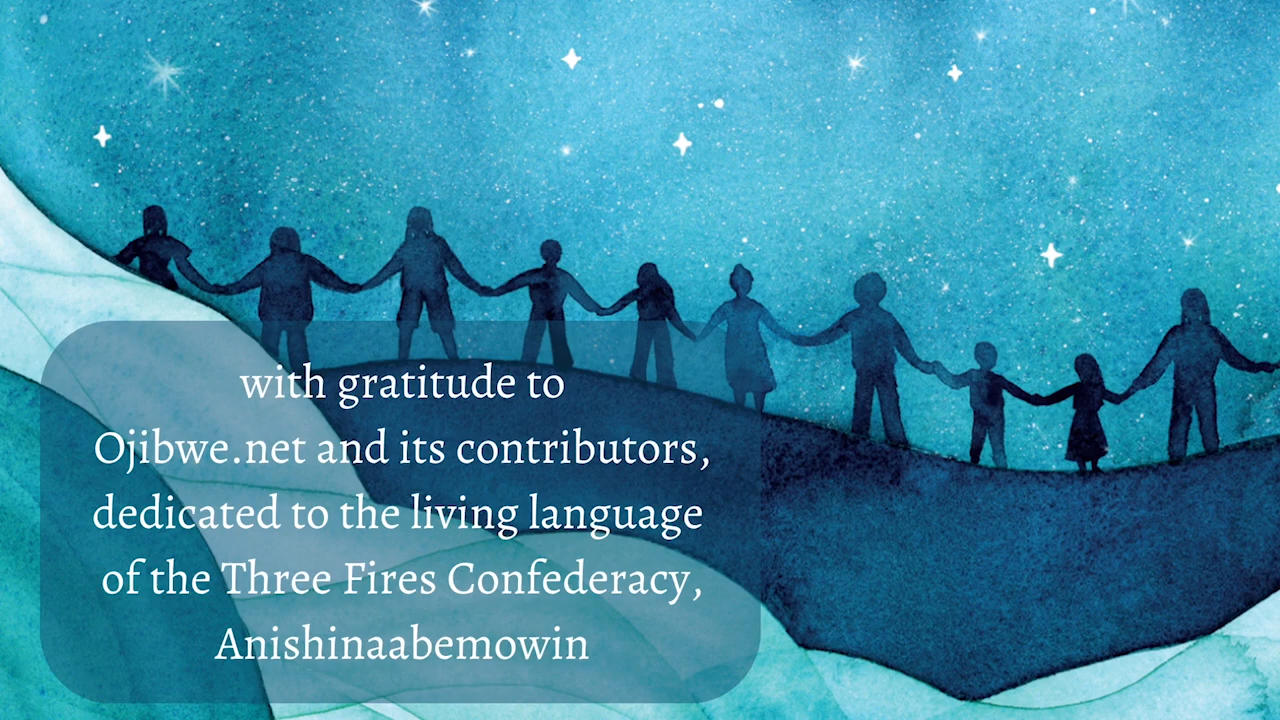 with gratitude to
Ojibwe.net and its contributors,
dedicated to the living language
of the Three Fires Confederacy,
Anishinaabemowin